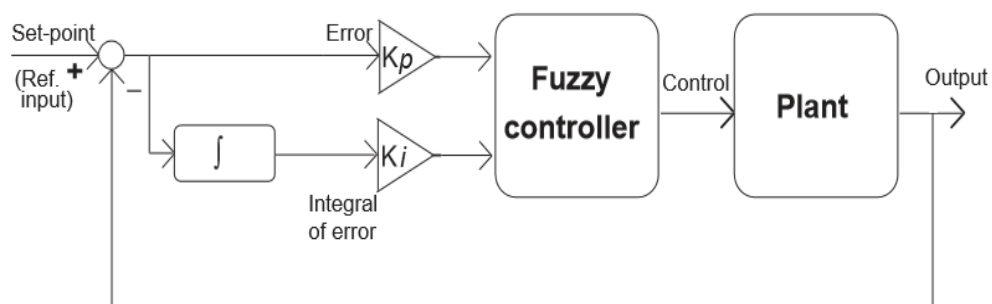 Set-point
(Ref.
input)
+
−
Error
Kp
∫
Ki
Integral
of error
Fuzzy
controller
Control
Plant
Output